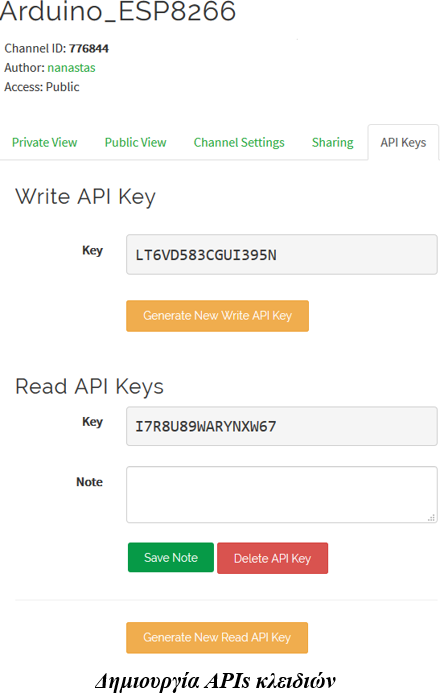 Arduino_ESP8266
Channel ID: 776844
Author: nanastas
Access: Public
Private View Public View Channel Settings Sharing API Keys
Write API Key
Key LT6VD583CGUI395N
Generate New Write API Key
Read API Keys
Key I7R8U89WARYNXW67
Note
Save Note Delete API Key
Generate New Read API Key
Δημιουργία APIs κλειδιών